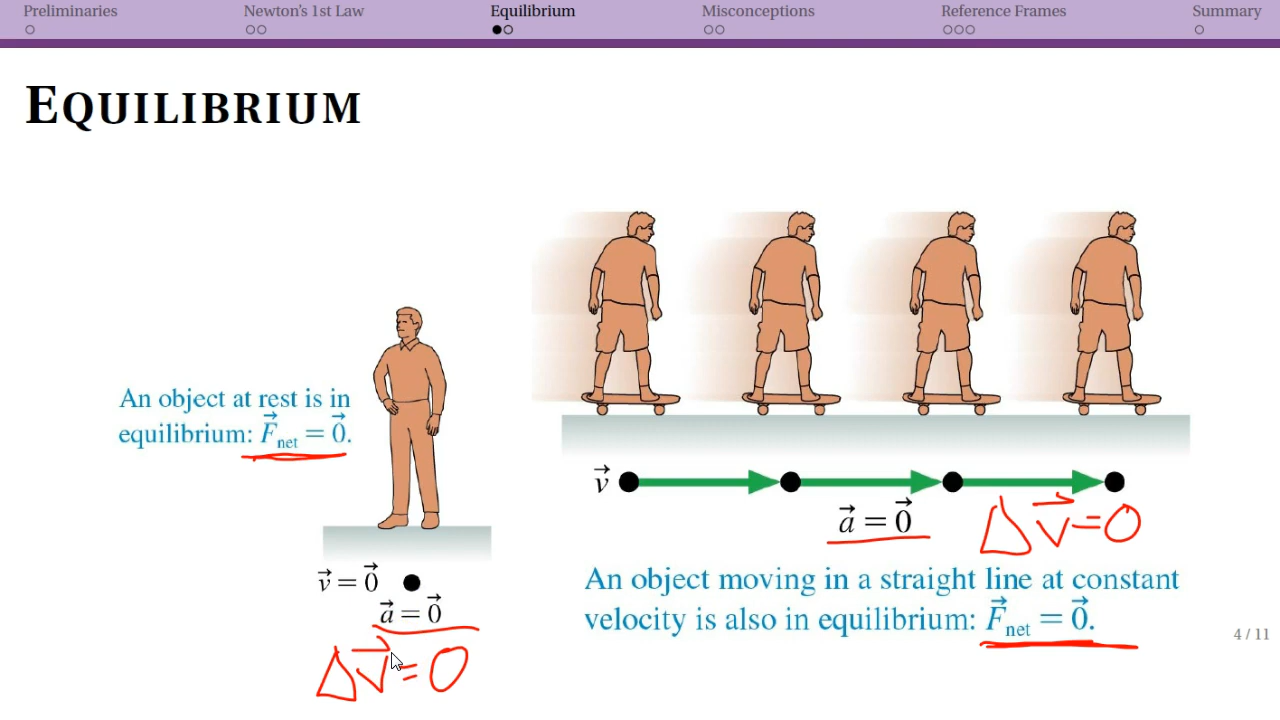 Preliminaries Newton's 1st Law Equilibrium Misconceptions Reference Frames Summary
EQUILIBRIUM
An object at rest is in
equilibrium: F⃗net = 0⃗.
v⃗ = 0⃗
a⃗ = 0⃗
Δv⃗=0
v⃗
a⃗ = 0⃗
Δv⃗=0
An object moving in a straight line at constant
velocity is also in equilibrium: F⃗net = 0⃗.
4 / 11